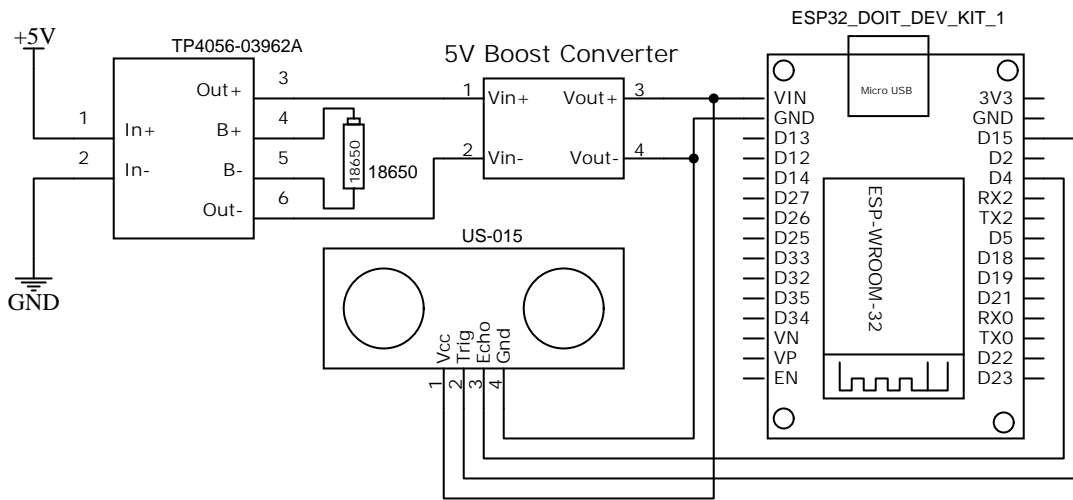 ESP32_DOIT_DEV_KIT_1
+5V
TP4056-03962A
5V Boost Converter
1 In+
2 In-
Out+ 3
B+ 4
B- 5
Out- 6
18650
18650
1 Vin+
2 Vin-
Vout+ 3
Vout- 4
GND
US-015
Vcc
Trig
Echo
Gnd
1
2
3
4
Micro USB
ESP-WROOM-32
VIN
GND
D13
D12
D14
D27
D26
D25
D33
D32
D35
D34
VN
VP
EN
3V3
GND
D15
D2
D4
RX2
TX2
D5
D18
D19
D21
RX0
TX0
D22
D23